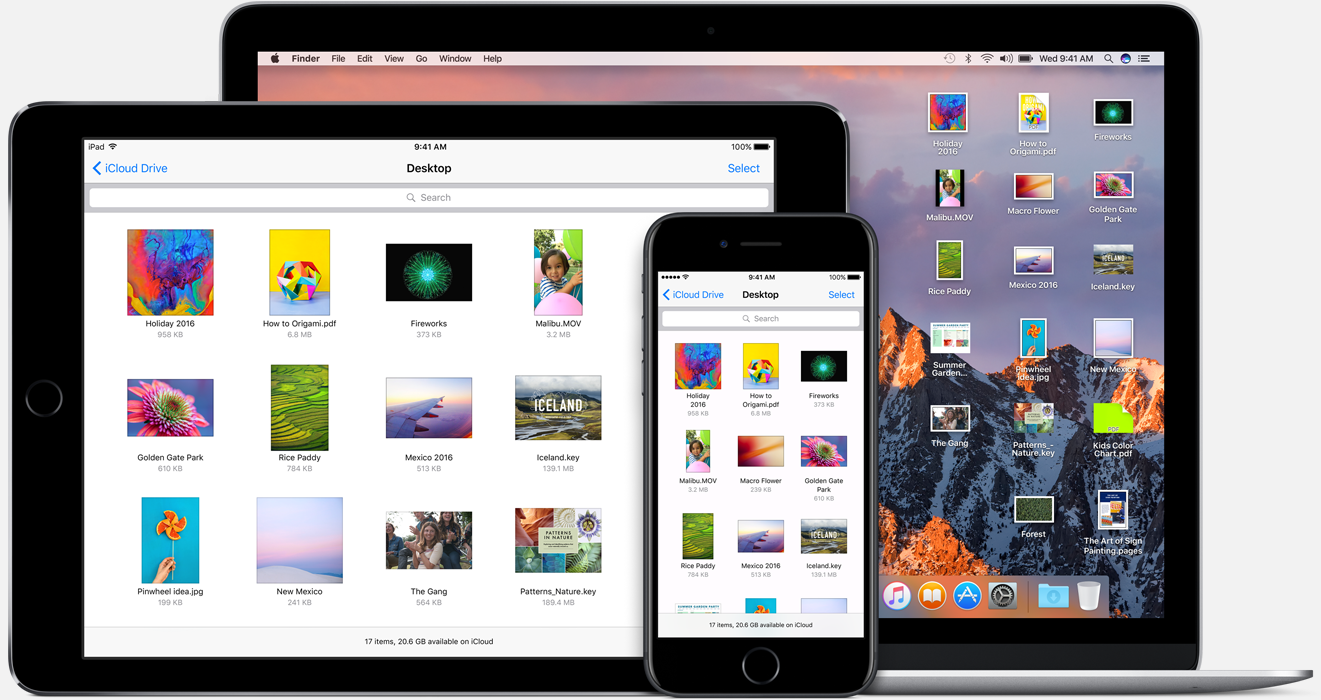 Finder File Edit View Go Window Help
Wed 9:41 AM
Holiday
2016
How to
Origami.pdf
PDF
Fireworks
Malibu.MOV
Macro Flower
Golden Gate
Park
Rice Paddy
Mexico 2016
ICELAND
Iceland.key
Summer
Garden...
Pinwheel
idea.jpg
New Mexico
The Gang
Patterns_-
Nature.key
PDF
Kids Color
Chart.pdf
Forest
The Art of Sign
Painting.pages
iPad
9:41 AM
100%
iCloud Drive
Desktop
Select
Search
Holiday 2016
958 KB
How to Origami.pdf
6.8 MB
Fireworks
373 KB
Malibu.MOV
3.2 MB
Golden Gate Park
610 KB
Rice Paddy
784 KB
Mexico 2016
513 KB
ICELAND
Iceland.key
139.1 MB
Pinwheel idea.jpg
199 KB
New Mexico
241 KB
The Gang
564 KB
PATTERNS
IN NATURE
Patterns_Nature.key
189.4 MB
17 items, 20.6 GB available on iCloud
9:41 AM
100%
iCloud Drive
Desktop
Select
Search
Holiday
2016
958 KB
How to
Origami.pdf
6.8 MB
Fireworks
373 KB
Malibu.MOV
3.2 MB
Macro Flower
239 KB
Golden Gate
Park
610 KB
Rice Paddy
784 KB
Mexico 2016
513 KB
ICELAND
Iceland.key
139.1 MB
SUMMER GARDEN PARTY
17 items, 20.6 GB available on iCloud